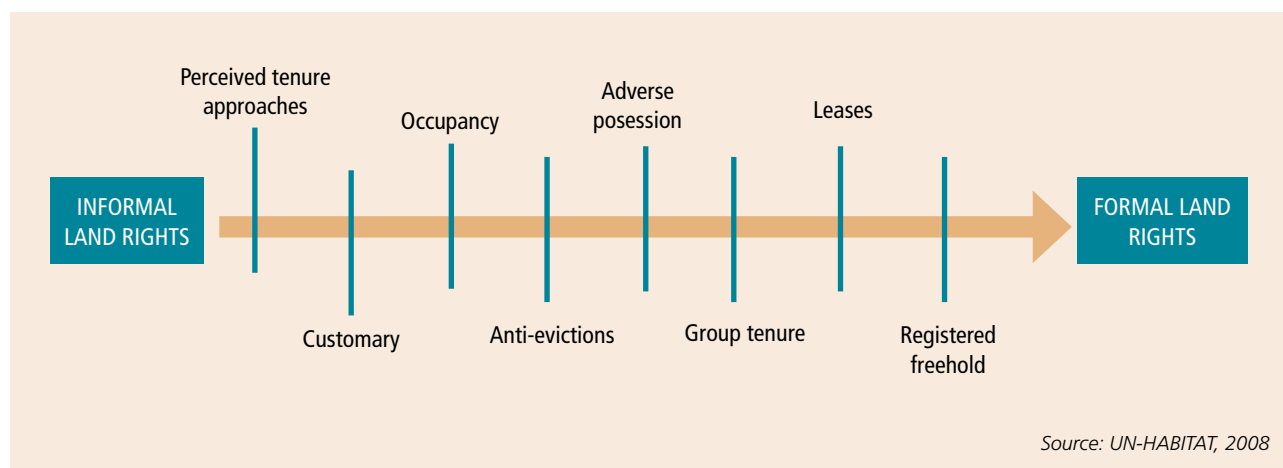 Perceived tenure
approaches
Occupancy
Adverse
posession
Leases
INFORMAL
LAND RIGHTS
FORMAL LAND
RIGHTS
Customary
Anti-evictions
Group tenure
Registered
freehold
Source: UN-HABITAT, 2008